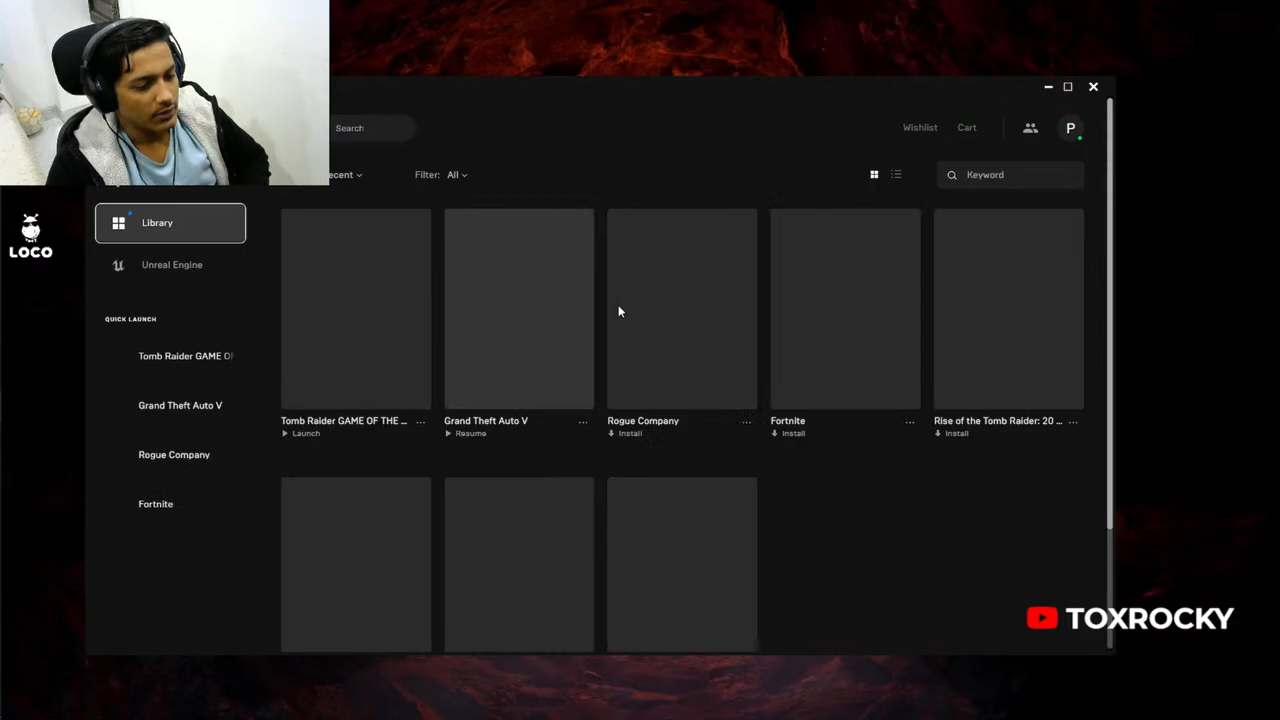 Search
Wishlist
Cart
P
ecent
Filter: All
Keyword
LOCO
Library
Unreal Engine
QUICK LAUNCH
Tomb Raider GAME OF
Grand Theft Auto V
Rogue Company
Fortnite
Tomb Raider GAME OF THE ...
Launch
Grand Theft Auto V
Resume
Rogue Company
Install
Fortnite
Install
Rise of the Tomb Raider: 20 ...
Install
TOXROCKY